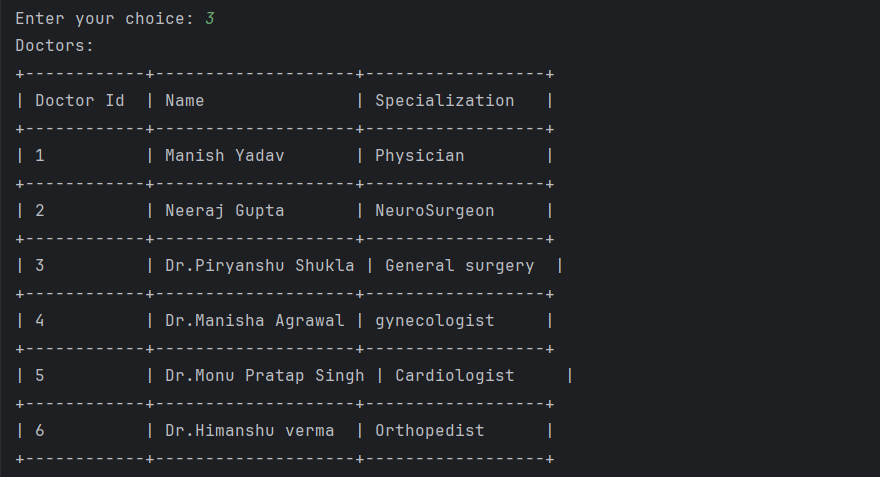 Enter your choice: 3
Doctors:
+------------+--------------------+------------------+
| Doctor Id  | Name               | Specialization   |
+------------+--------------------+------------------+
| 1          | Manish Yadav       | Physician        |
+------------+--------------------+------------------+
| 2          | Neeraj Gupta       | NeuroSurgeon     |
+------------+--------------------+------------------+
| 3          | Dr.Piryanshu Shukla | General surgery  |
+------------+--------------------+------------------+
| 4          | Dr.Manisha Agrawal | gynecologist     |
+------------+--------------------+------------------+
| 5          | Dr.Monu Pratap Singh | Cardiologist     |
+------------+--------------------+------------------+
| 6          | Dr.Himanshu verma  | Orthopedist      |
+------------+--------------------+------------------+